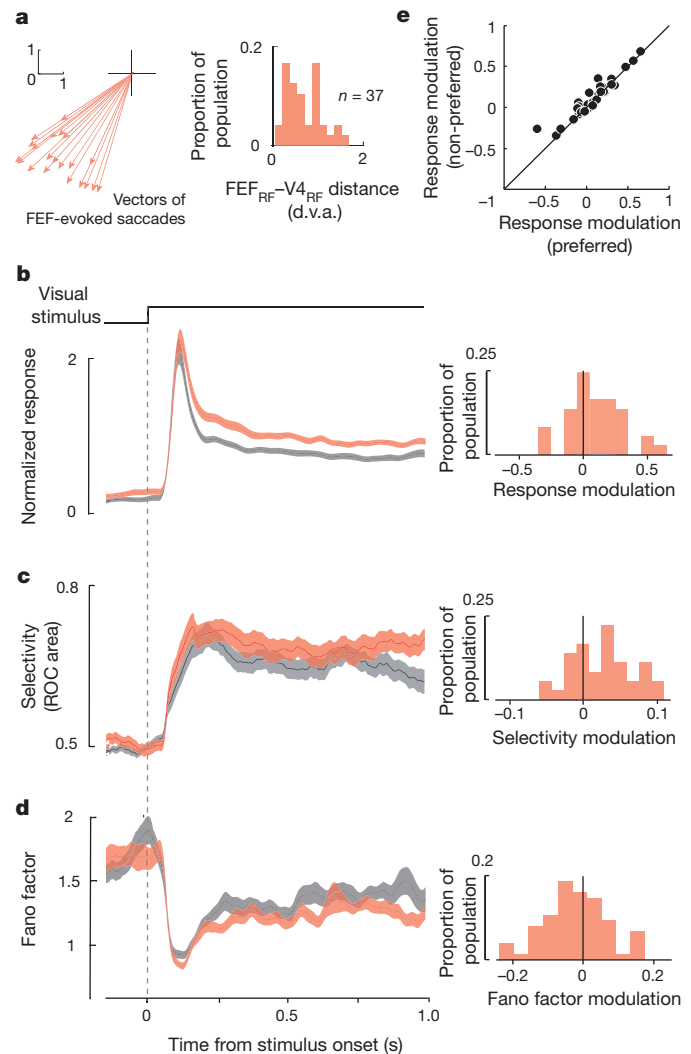 a
1
0
1
Vectors of
FEF-evoked saccades
Proportion of
population
0.2
0
n = 37
0
2
FEFRF–V4RF distance
(d.v.a.)
e
Response modulation
(non-preferred)
1
0.5
0
−0.5
−1
−1
−0.5
0
0.5
1
Response modulation
(preferred)
b
Visual
stimulus
Normalized response
2
0
Proportion of
population
0.25
−0.5
0
0.5
Response modulation
c
Selectivity
(ROC area)
0.8
0.5
Proportion of
population
0.25
−0.1
0
0.1
Selectivity modulation
d
Fano factor
2
1.5
1
0
0.5
1.0
Time from stimulus onset (s)
Proportion of
population
0.2
−0.2
0
0.2
Fano factor modulation